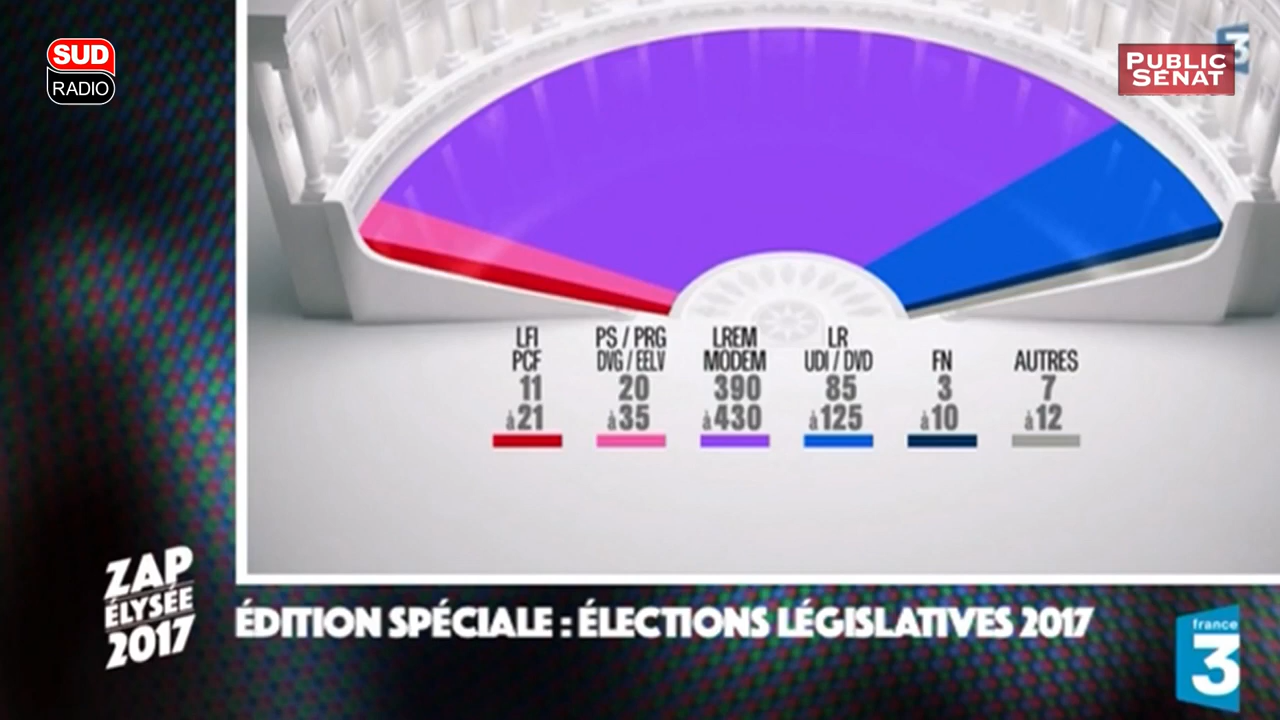 SUD
RADIO
PUBLIC
SÉNAT
3
LFI
PCF
11
à 21
PS / PRG
DVG / EELV
20
à 35
LREM
MODEM
390
à 430
LR
UDI / DVD
85
à 125
FN
3
à 10
AUTRES
7
à 12
ZAP
ÉLYSÉE
2017
ÉDITION SPÉCIALE : ÉLECTIONS LÉGISLATIVES 2017
france
3